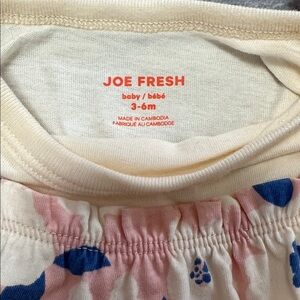 JOE FRESH
baby / bébé
3-6m
MADE IN CAMBODIA
FABRIQUÉ AU CAMBODGE